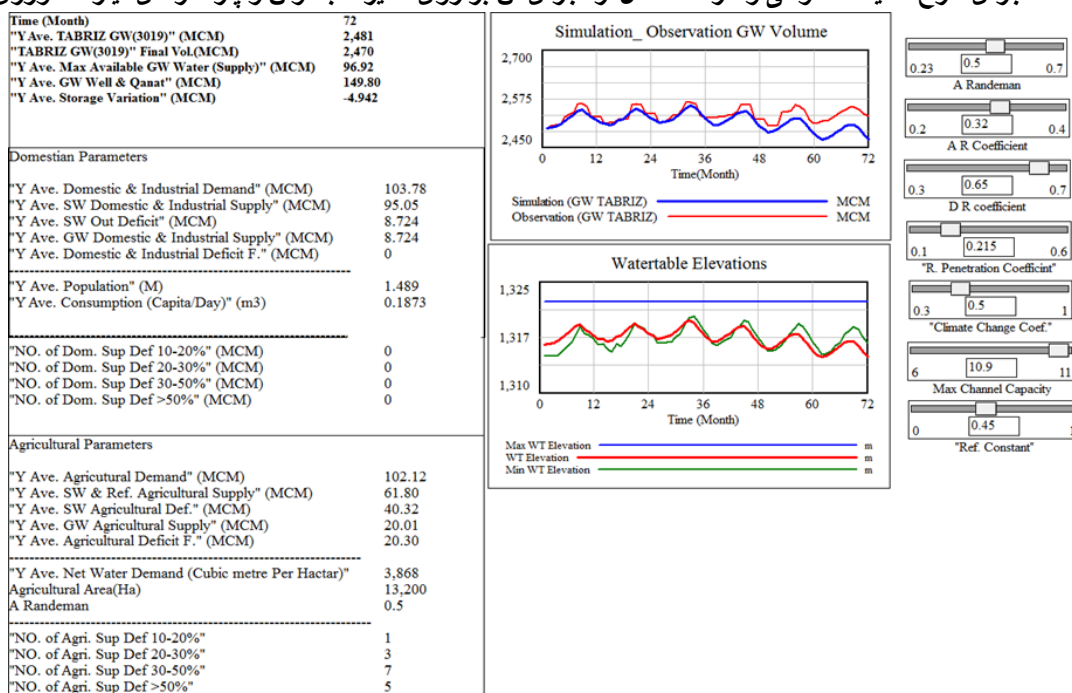 Time (Month) 72
"Y Ave. TABRIZ GW(3019)" (MCM) 2,481
"TABRIZ GW(3019)" Final Vol.(MCM) 2,470
"Y Ave. Max Available GW Water (Supply)" (MCM) 96.92
"Y Ave. GW Well & Qanat" (MCM) 149.80
"Y Ave. Storage Variation" (MCM) -4.942
Domestian Parameters
"Y Ave. Domestic & Industrial Demand" (MCM) 103.78
"Y Ave. SW Domestic & Industrial Supply" (MCM) 95.05
"Y Ave. SW Out Deficit" (MCM) 8.724
"Y Ave. GW Domestic & Industrial Supply" (MCM) 8.724
"Y Ave. Domestic & Industrial Deficit F." (MCM) 0
"Y Ave. Population" (M) 1.489
"Y Ave. Consumption (Capita/Day)" (m3) 0.1873
"NO. of Dom. Sup Def 10-20%" (MCM) 0
"NO. of Dom. Sup Def 20-30%" (MCM) 0
"NO. of Dom. Sup Def 30-50%" (MCM) 0
"NO. of Dom. Sup Def >50%" (MCM) 0
Agricultural Parameters
"Y Ave. Agricutural Demand" (MCM) 102.12
"Y Ave. SW & Ref. Agricultural Supply" (MCM) 61.80
"Y Ave. SW Agricultural Def." (MCM) 40.32
"Y Ave. GW Agricultural Supply" (MCM) 20.01
"Y Ave. Agricultural Deficit F." (MCM) 20.30
"Y Ave. Net Water Demand (Cubic metre Per Hactar)" 3,868
Agricultural Area(Ha) 13,200
A Randeman 0.5
"NO. of Agri. Sup Def 10-20%" 1
"NO. of Agri. Sup Def 20-30%" 3
"NO. of Agri. Sup Def 30-50%" 7
"NO. of Agri. Sup Def >50%" 5
Simulation_ Observation GW Volume
2,700
2,575
2,450
0 12 24 36 48 60 72
Time(Month)
Simulation (GW TABRIZ) MCM
Observation (GW TABRIZ) MCM
Watertable Elevations
1,325
1,317
1,310
0 12 24 36 48 60 72
Time (Month)
Max WT Elevation m
WT Elevation m
Min WT Elevation m
0.23 0.5 0.7
A Randeman
0.2 0.32 0.4
A R Coefficient
0.3 0.65 0.7
D R coefficient
0.1 0.215 0.6
"R. Penetration Coefficint"
0.3 0.5 1
"Climate Change Coef."
6 10.9 11
Max Channel Capacity
0 0.45
"Ref. Constant"